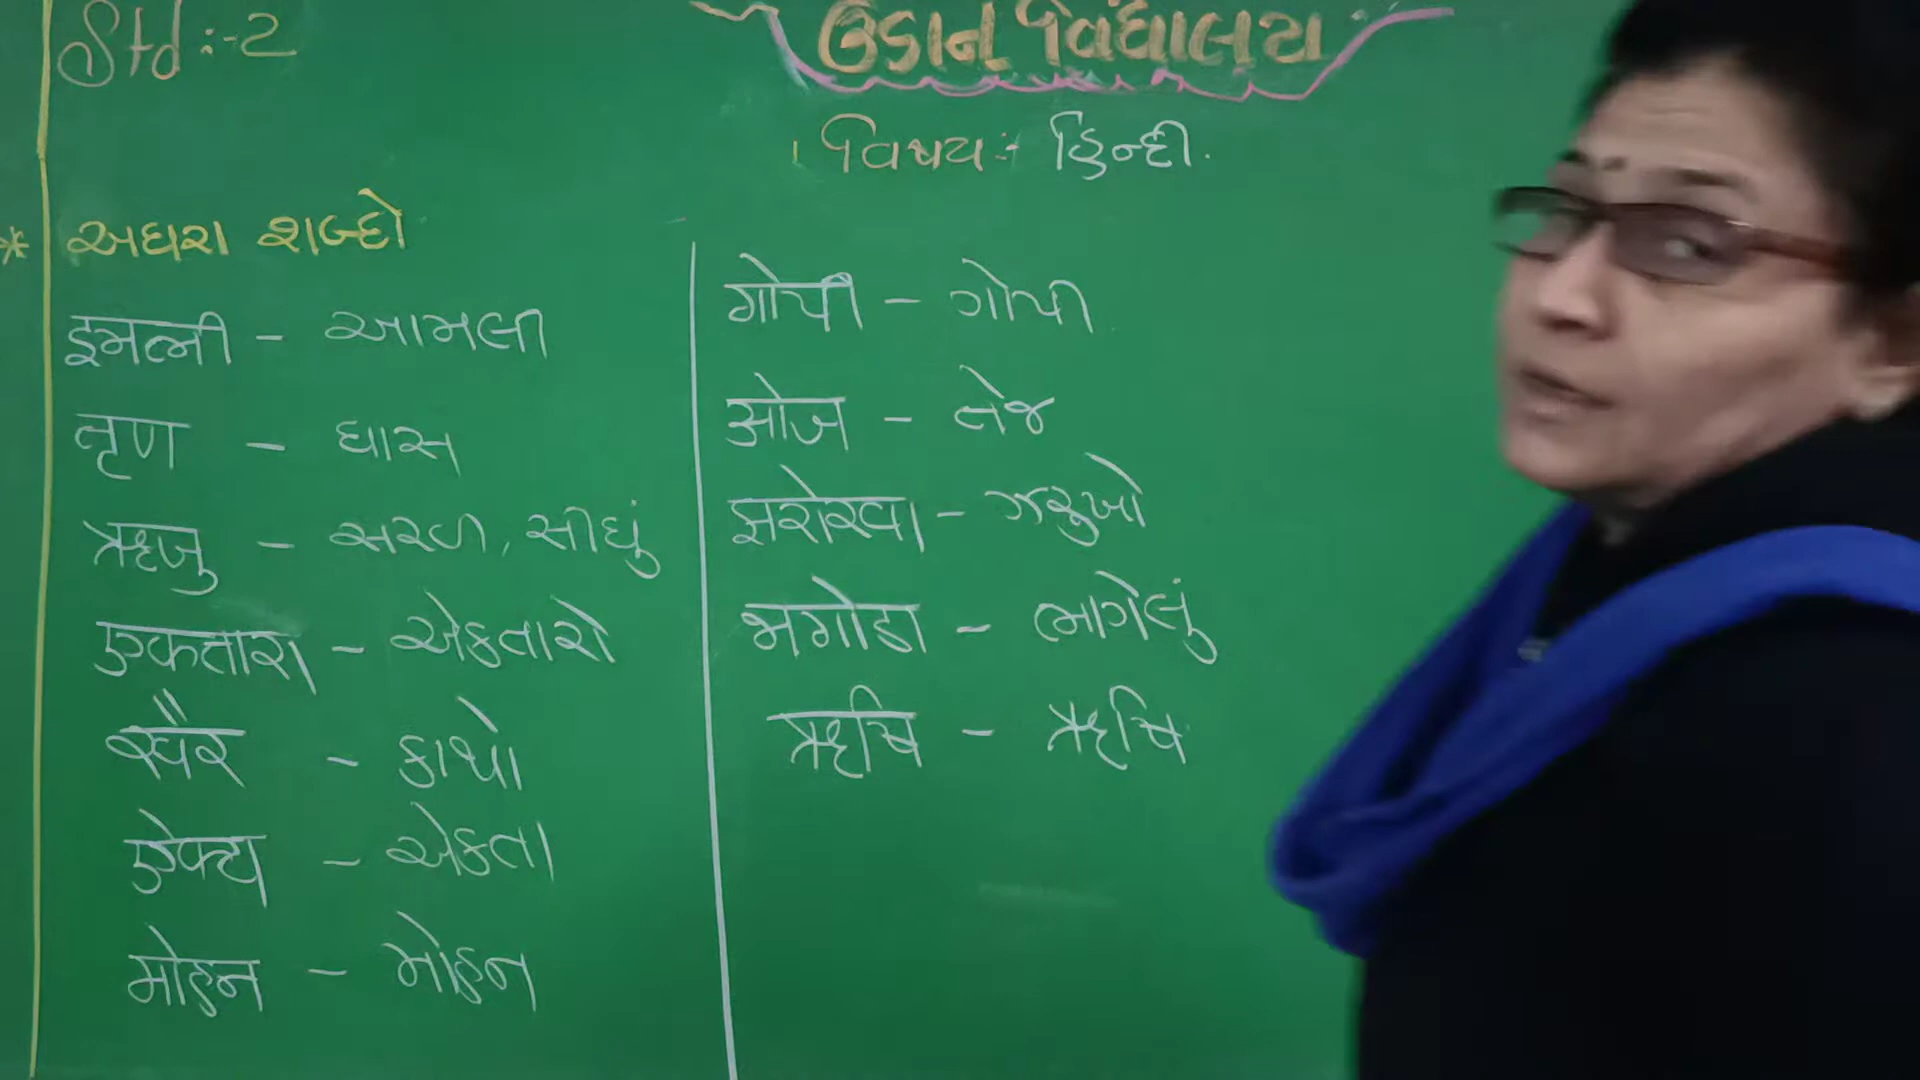 Std :- 2
ઉડાન વિદ્યાલય
વિષય :- હિન્દી.
* અઘરા શબ્દો
इमली - આમલી
तृण - ઘાસ
ऋजु - સરળ, સીધું
एकतारा - એકતારો
खैर - કાથો
ऐक्य - એકતા
मोहन - મોહન
गोपी - ગોપી
ओज - તેજ
झरोखा - ઝરુખો
भगोडा - ભાગેલું
ऋषि - ઋષિ